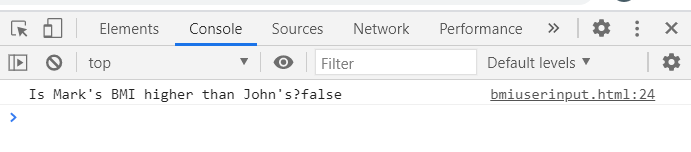 Elements Console Sources Network Performance »
top ▼ Filter Default levels ▼
Is Mark's BMI higher than John's?false bmiuserinput.html:24
>